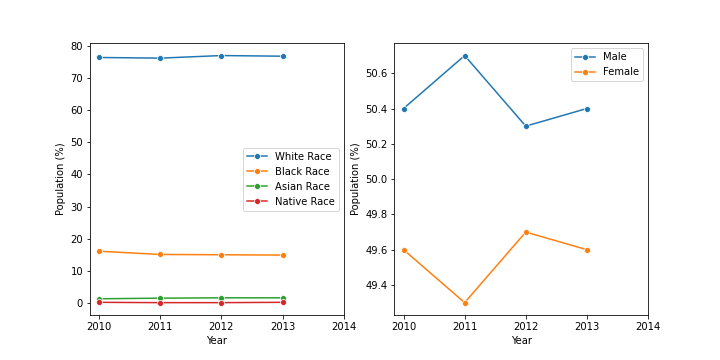 80
70
60
50
40
30
20
10
0
Population (%)
White Race
Black Race
Asian Race
Native Race
2010 2011 2012 2013 2014
Year
50.6
50.4
50.2
50.0
49.8
49.6
49.4
Population (%)
Male
Female
2010 2011 2012 2013 2014
Year